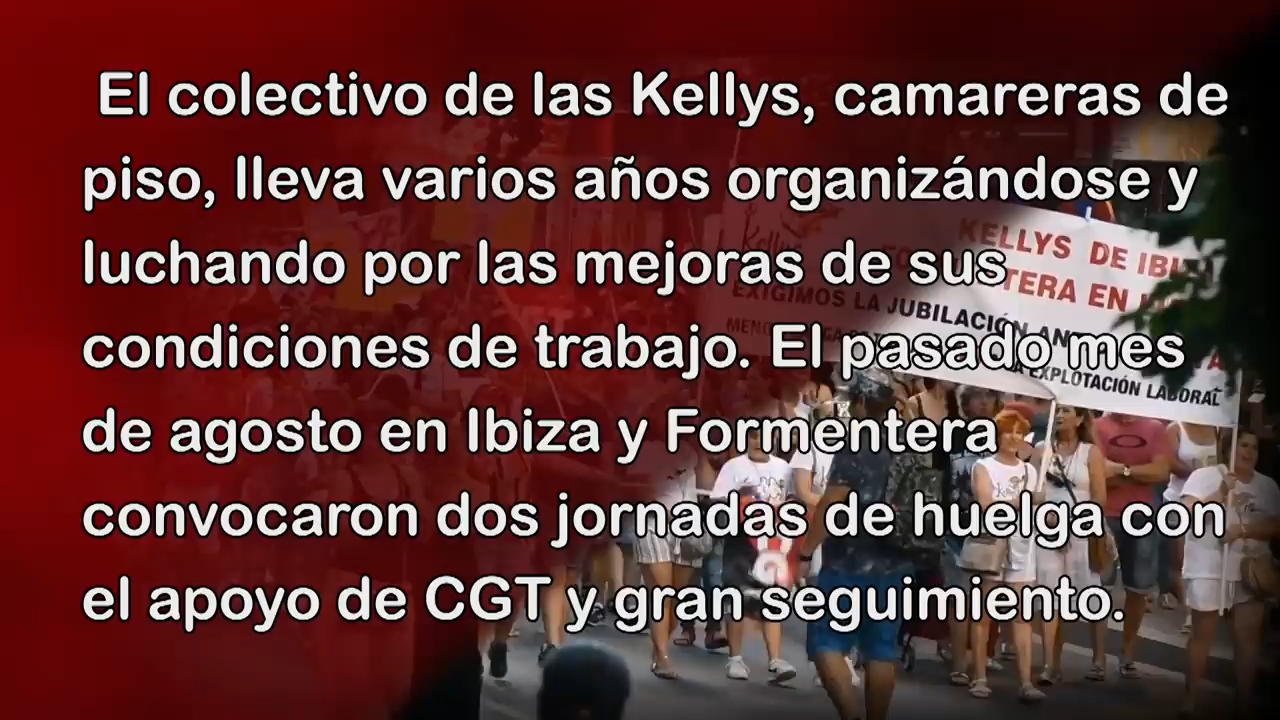 El colectivo de las Kellys, camareras de
piso, lleva varios años organizándose y
luchando por las mejoras de sus
condiciones de trabajo. El pasado mes
de agosto en Ibiza y Formentera
convocaron dos jornadas de huelga con
el apoyo de CGT y gran seguimiento.
Kellys
KELLYS DE
TERA EN
EXIGIMOS LA JUBILACIÓN
EXPLOTACIÓN LABORAL